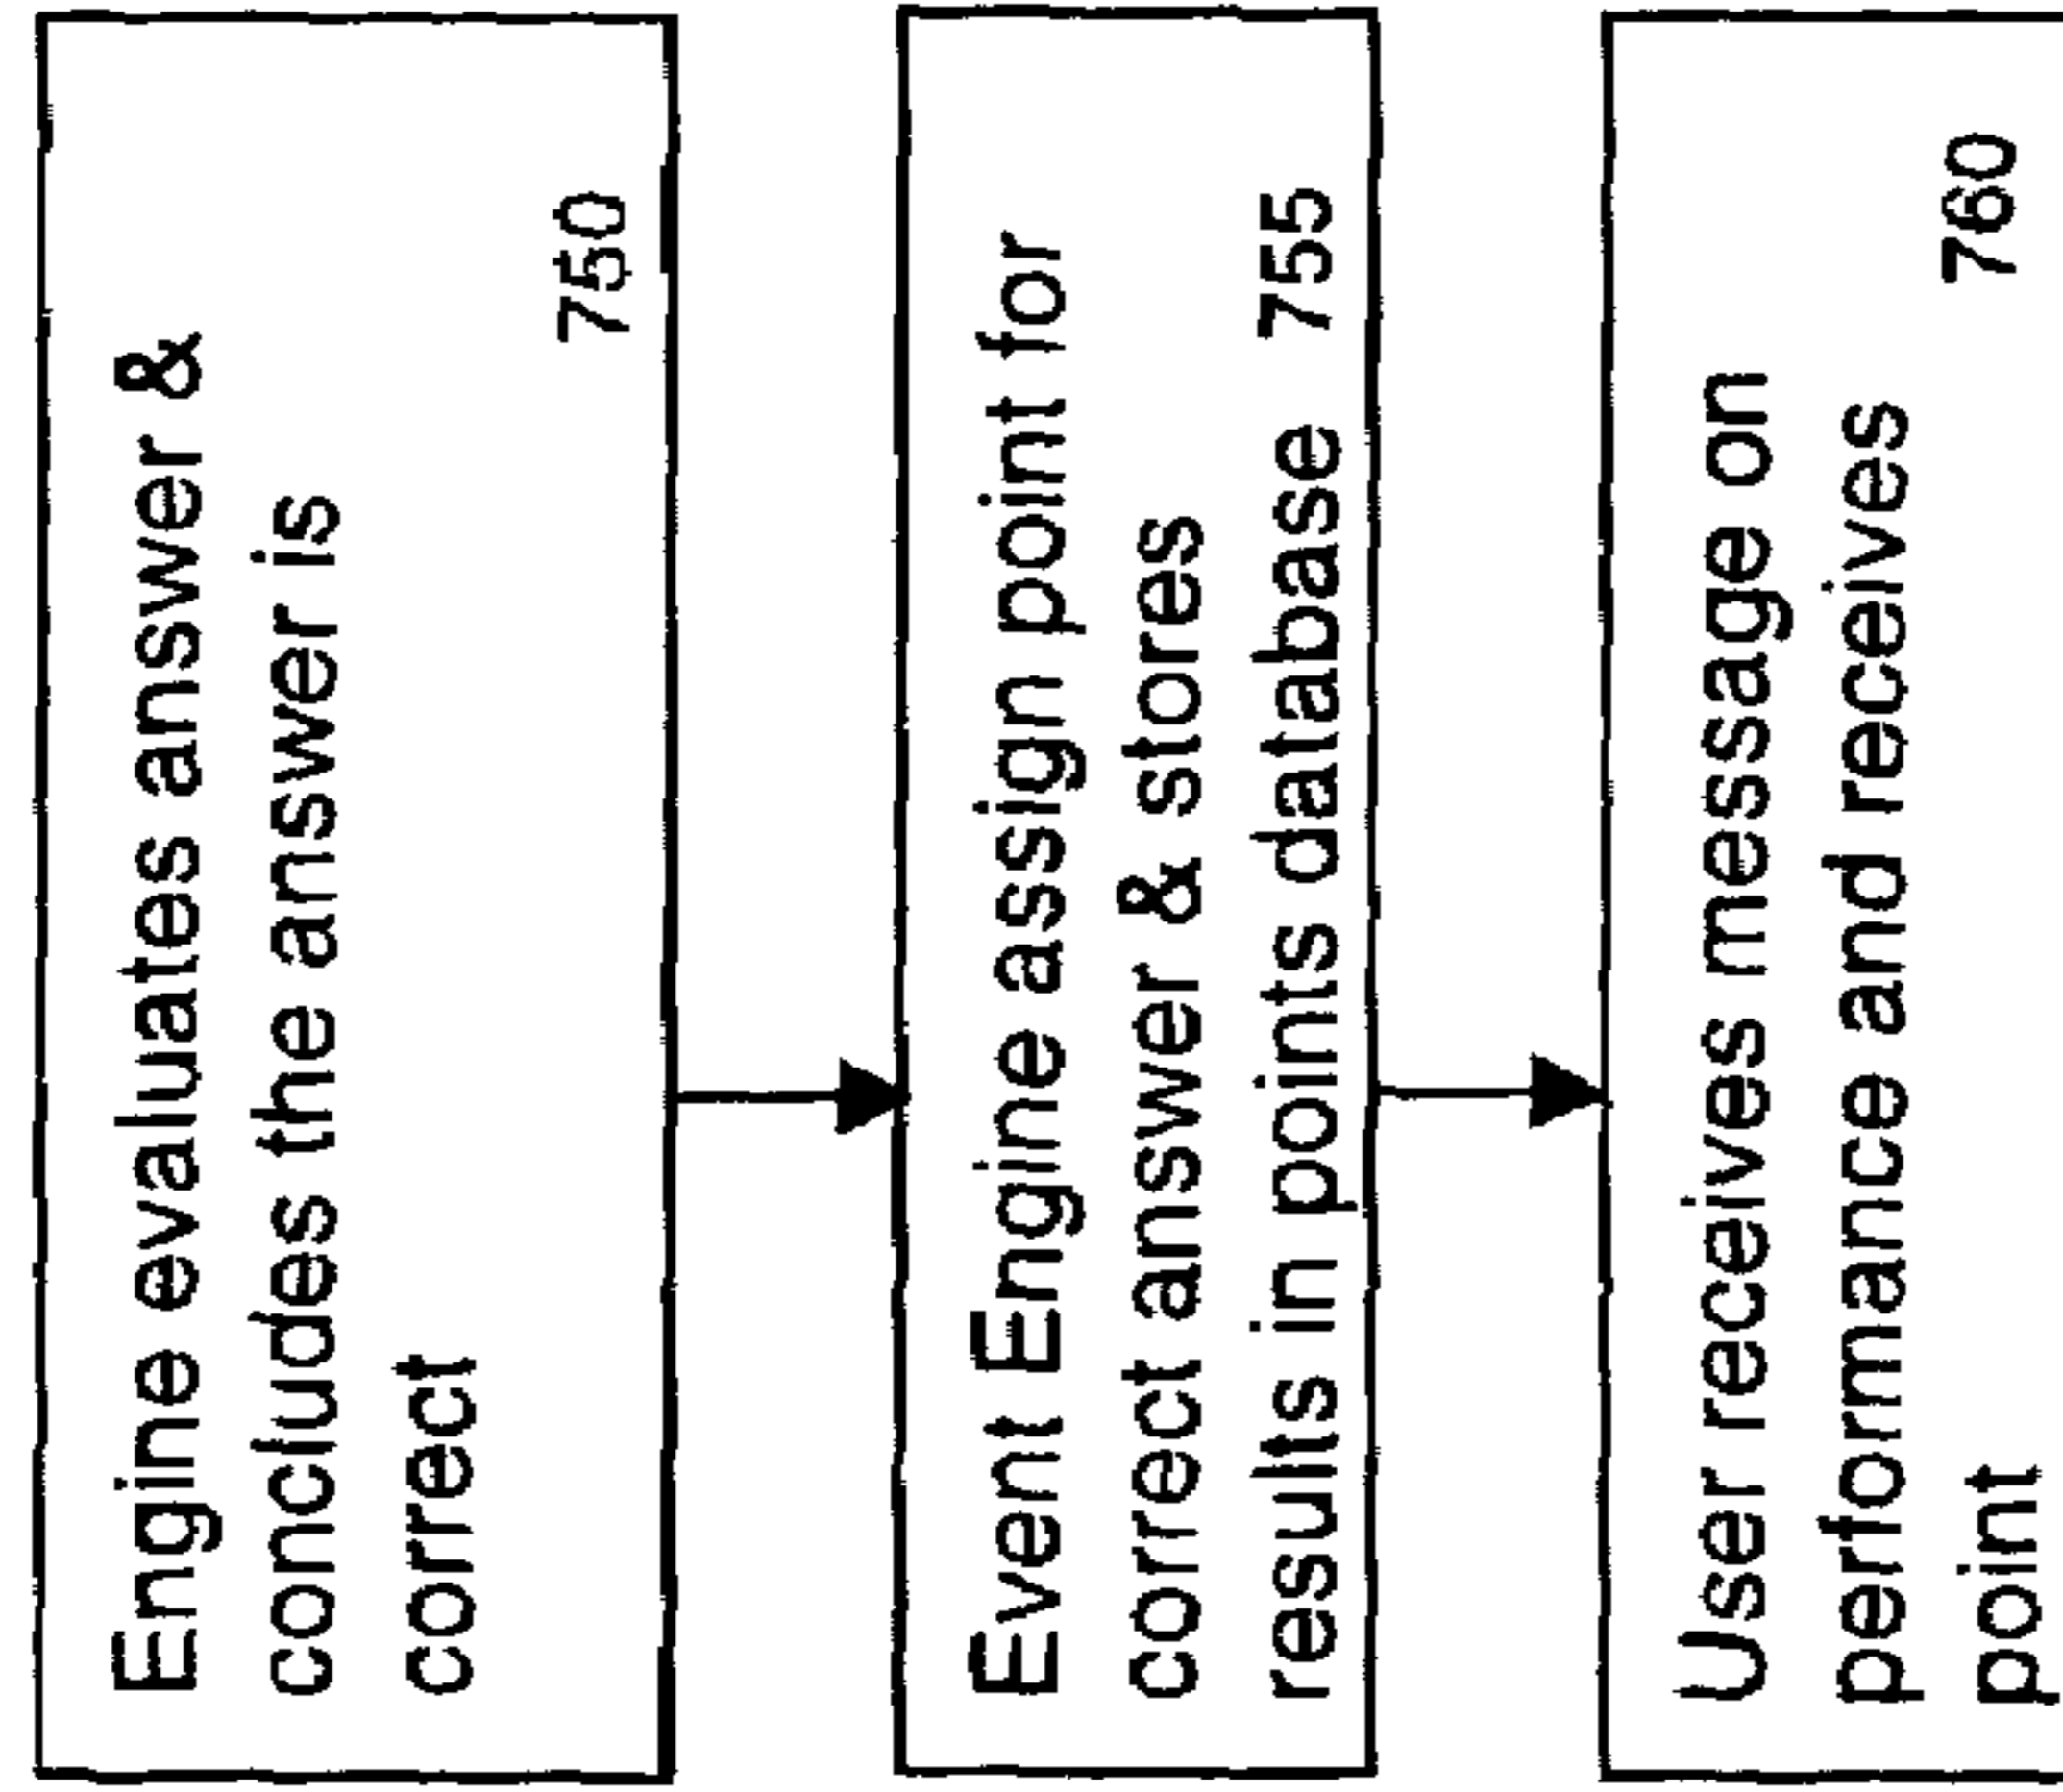 Engine evaluates answer &
concludes the answer is
correct
750
Event Engine assign point for
correct answer & stores
results in points database 755
User receives message on
performance and receives
point 760